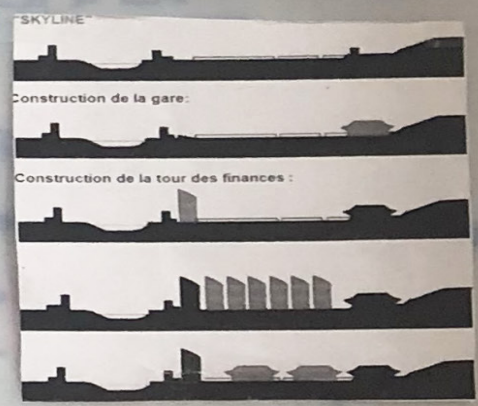 "SKYLINE"
Construction de la gare:
Construction de la tour des finances :